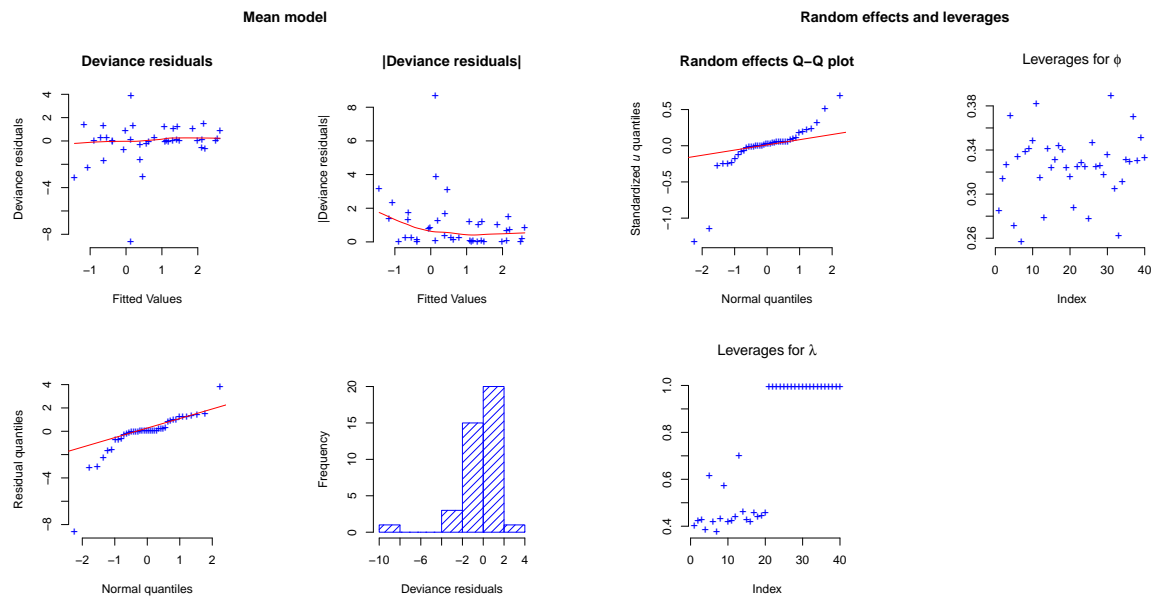 Mean model
Random effects and leverages
Deviance residuals
Deviance residuals
4
2
0
−4
−8
−1 0 1 2
Fitted Values
|Deviance residuals|
|Deviance residuals|
8
6
4
2
0
−1 0 1 2
Fitted Values
Random effects Q−Q plot
Standardized u quantiles
0.5
0.0
−1.0
−2 −1 0 1 2
Normal quantiles
Leverages for ϕ
0.38
0.34
0.30
0.26
0 10 20 30 40
Index
Residual quantiles
4
2
0
−4
−8
−2 −1 0 1 2
Normal quantiles
Frequency
20
15
10
5
0
−10 −6 −2 0 2 4
Deviance residuals
Leverages for λ
1.0
0.8
0.6
0.4
0 10 20 30 40
Index